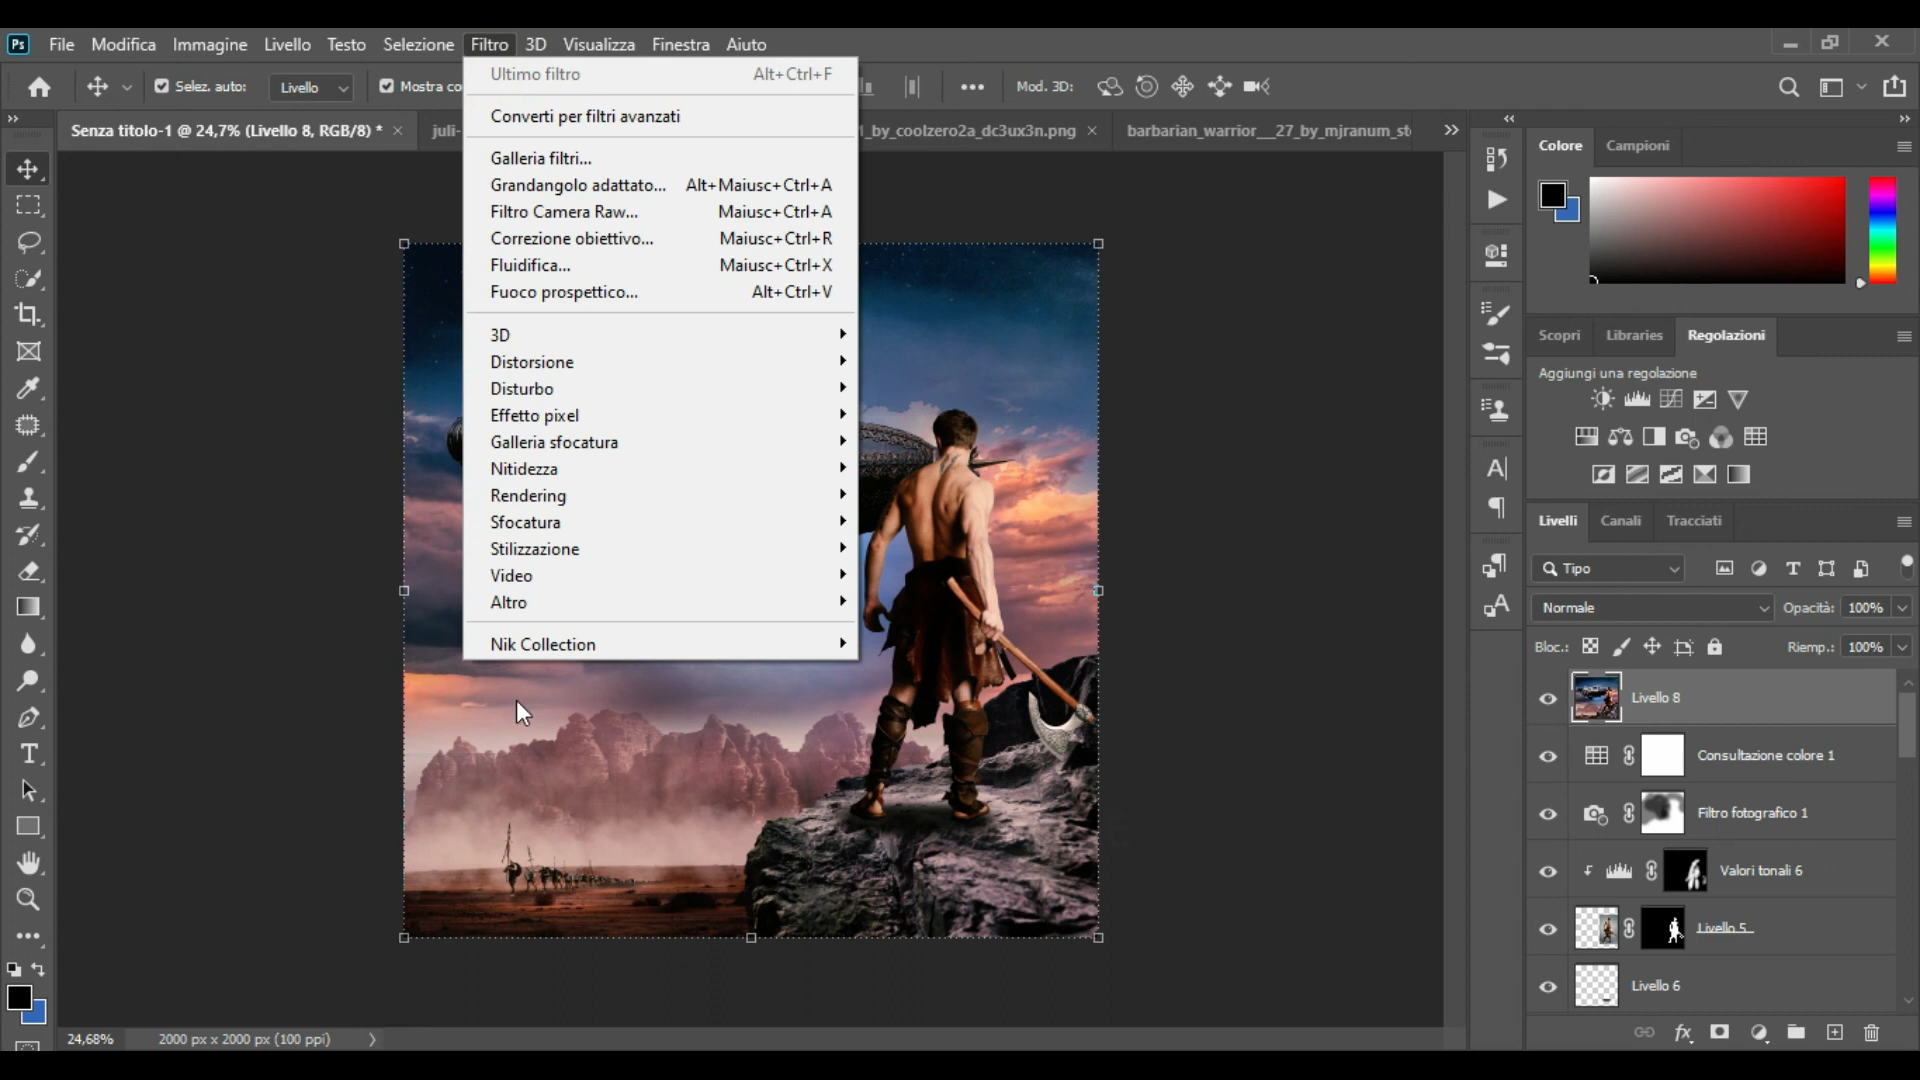 Ps File Modifica Immagine Livello Testo Selezione Filtro 3D Visualizza Finestra Aiuto
Selez. auto: Livello Mostra co Mod. 3D:
Senza titolo-1 @ 24,7% (Livello 8, RGB/8) * × juli- 1_by_coolzero2a_dc3ux3n.png × barbarian_warrior__27_by_mjranum_st
Ultimo filtro Alt+Ctrl+F
Converti per filtri avanzati
Galleria filtri...
Grandangolo adattato... Alt+Maiusc+Ctrl+A
Filtro Camera Raw... Maiusc+Ctrl+A
Correzione obiettivo... Maiusc+Ctrl+R
Fluidifica... Maiusc+Ctrl+X
Fuoco prospettico... Alt+Ctrl+V
3D
Distorsione
Disturbo
Effetto pixel
Galleria sfocatura
Nitidezza
Rendering
Sfocatura
Stilizzazione
Video
Altro
Nik Collection
Colore Campioni
Scopri Libraries Regolazioni
Aggiungi una regolazione
Livelli Canali Tracciati
Tipo
Normale Opacità: 100%
Bloc.: Riemp.: 100%
Livello 8
Consultazione colore 1
Filtro fotografico 1
Valori tonali 6
Livello 5
Livello 6
24,68% 2000 px x 2000 px (100 ppi)